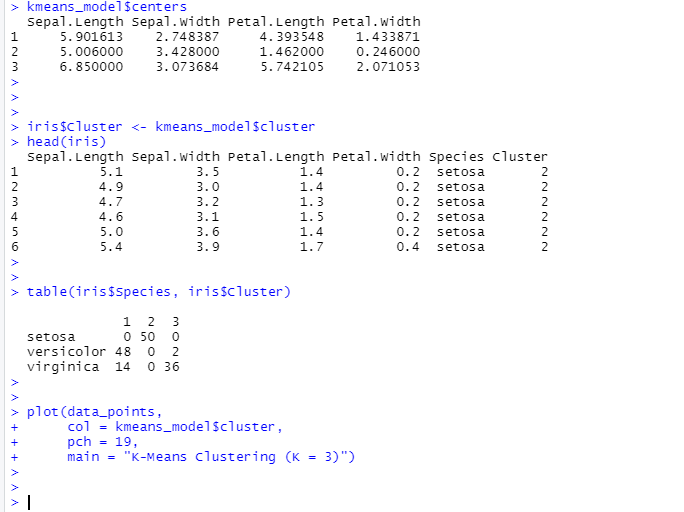 > kmeans_model$centers
  Sepal.Length Sepal.Width Petal.Length Petal.Width
1     5.901613    2.748387     4.393548    1.433871
2     5.006000    3.428000     1.462000    0.246000
3     6.850000    3.073684     5.742105    2.071053
>
>
>
> iris$Cluster <- kmeans_model$cluster
> head(iris)
  Sepal.Length Sepal.Width Petal.Length Petal.Width Species Cluster
1          5.1         3.5          1.4         0.2  setosa       2
2          4.9         3.0          1.4         0.2  setosa       2
3          4.7         3.2          1.3         0.2  setosa       2
4          4.6         3.1          1.5         0.2  setosa       2
5          5.0         3.6          1.4         0.2  setosa       2
6          5.4         3.9          1.7         0.4  setosa       2
>
>
> table(iris$Species, iris$Cluster)
             1  2  3
  setosa      0 50  0
  versicolor 48  0  2
  virginica  14  0 36
>
>
> plot(data_points,
+      col = kmeans_model$cluster,
+      pch = 19,
+      main = "K-Means Clustering (K = 3)")
>
>
>